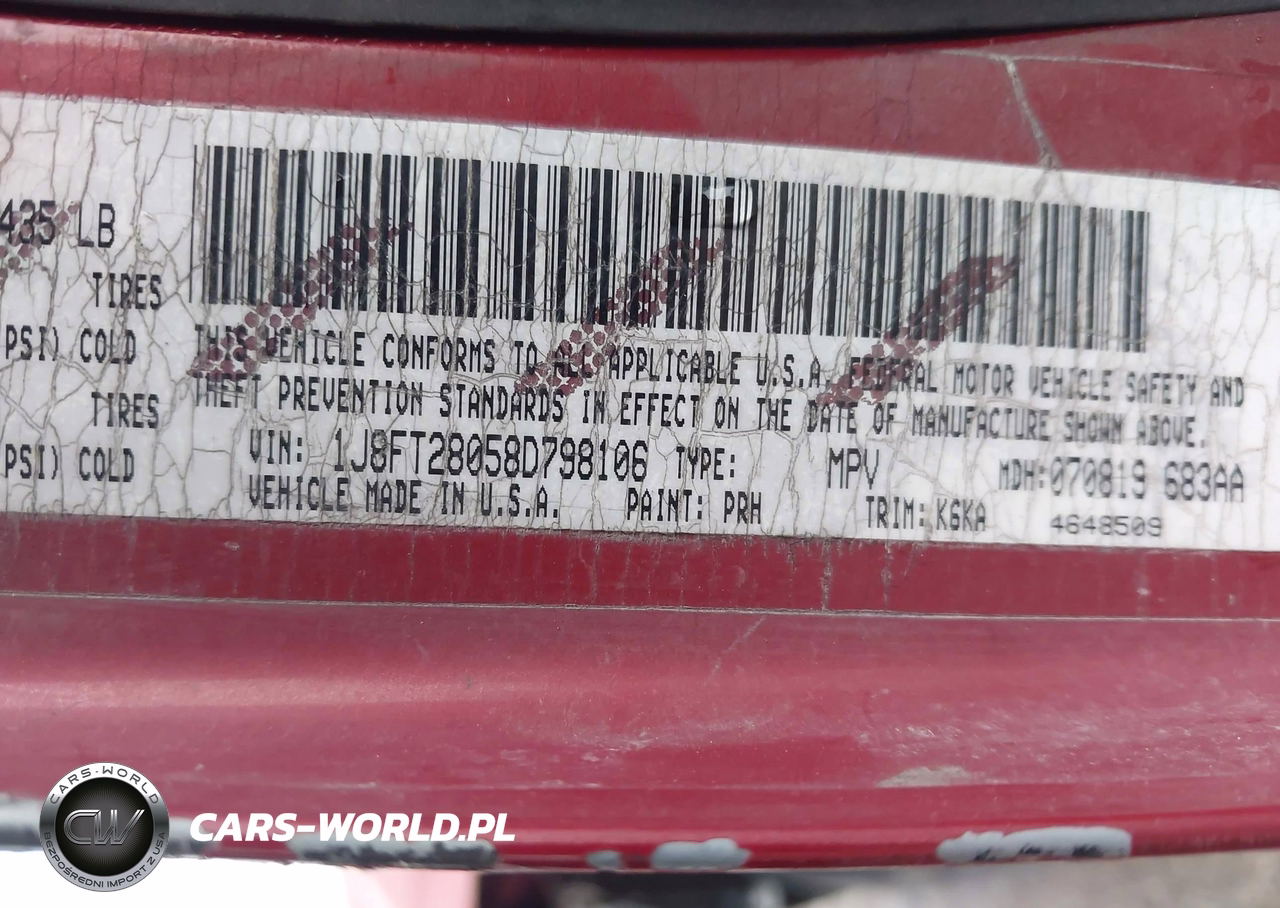 435 LB
TIRES
PSI) COLD
TIRES
PSI) COLD
THIS VEHICLE CONFORMS TO ALL APPLICABLE U.S.A. FEDERAL MOTOR VEHICLE SAFETY AND
THEFT PREVENTION STANDARDS IN EFFECT ON THE DATE OF MANUFACTURE SHOWN ABOVE.
VIN: 1J8FT28058D798106 TYPE: MPV MDH:070819 683AA
VEHICLE MADE IN U.S.A. PAINT: PRH TRIM: K6KA 4648509
CARS-WORLD
CW
BEZPOŚREDNI IMPORT Z USA
CARS-WORLD.PL